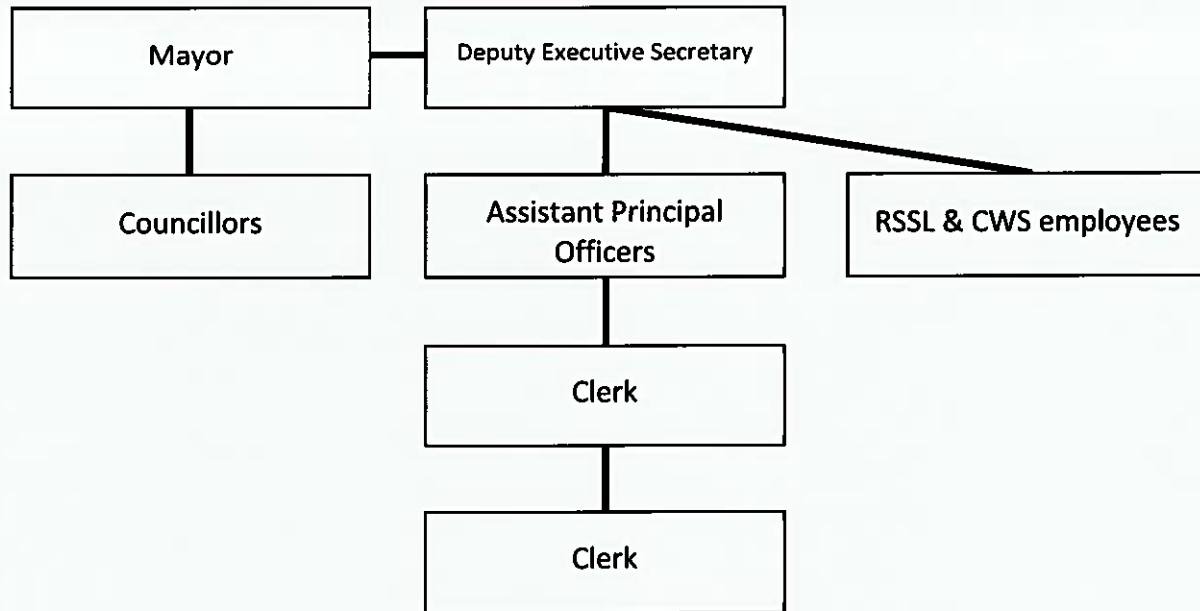 Mayor
Deputy Executive Secretary
Councillors
Assistant Principal
Officers
RSSL & CWS employees
Clerk
Clerk